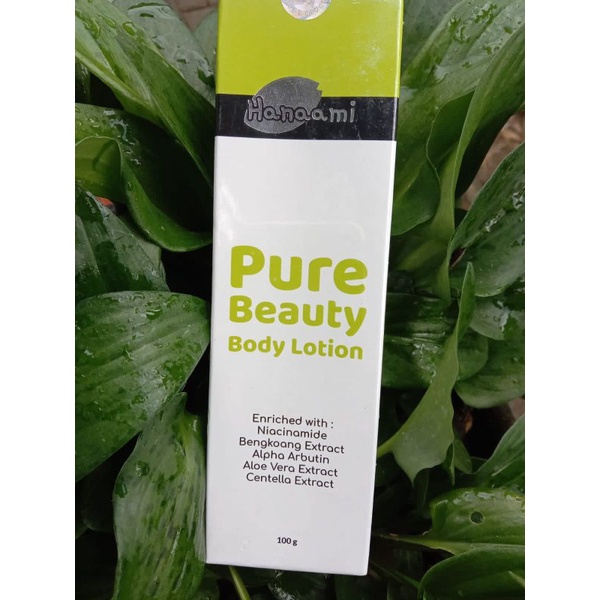 Hanaami
Pure
Beauty
Body Lotion
Enriched with :
Niacinamide
Bengkoang Extract
Alpha Arbutin
Aloe Vera Extract
Centella Extract
100 g